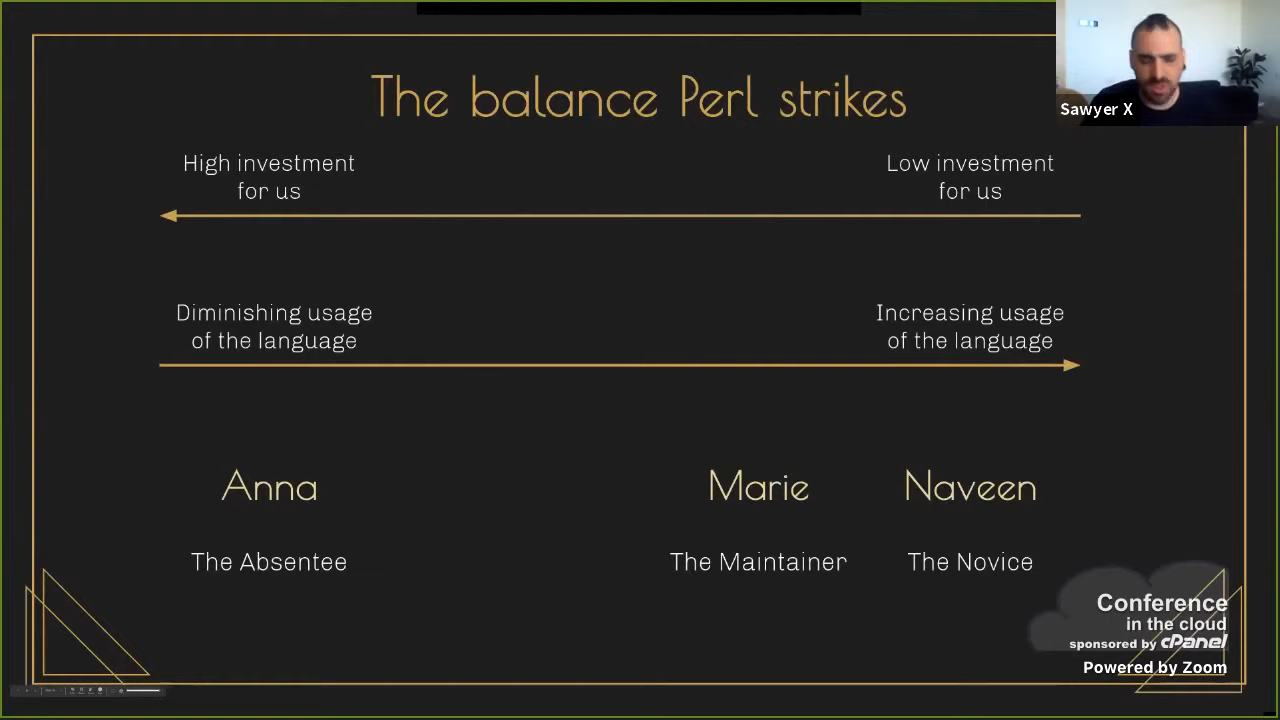 The balance Perl strikes
Sawyer X
High investment
for us
Low investment
for us
Diminishing usage
of the language
Increasing usage
of the language
Anna
Marie
Naveen
The Absentee
The Maintainer
The Novice
Conference
in the cloud
sponsored by cPanel
Powered by Zoom